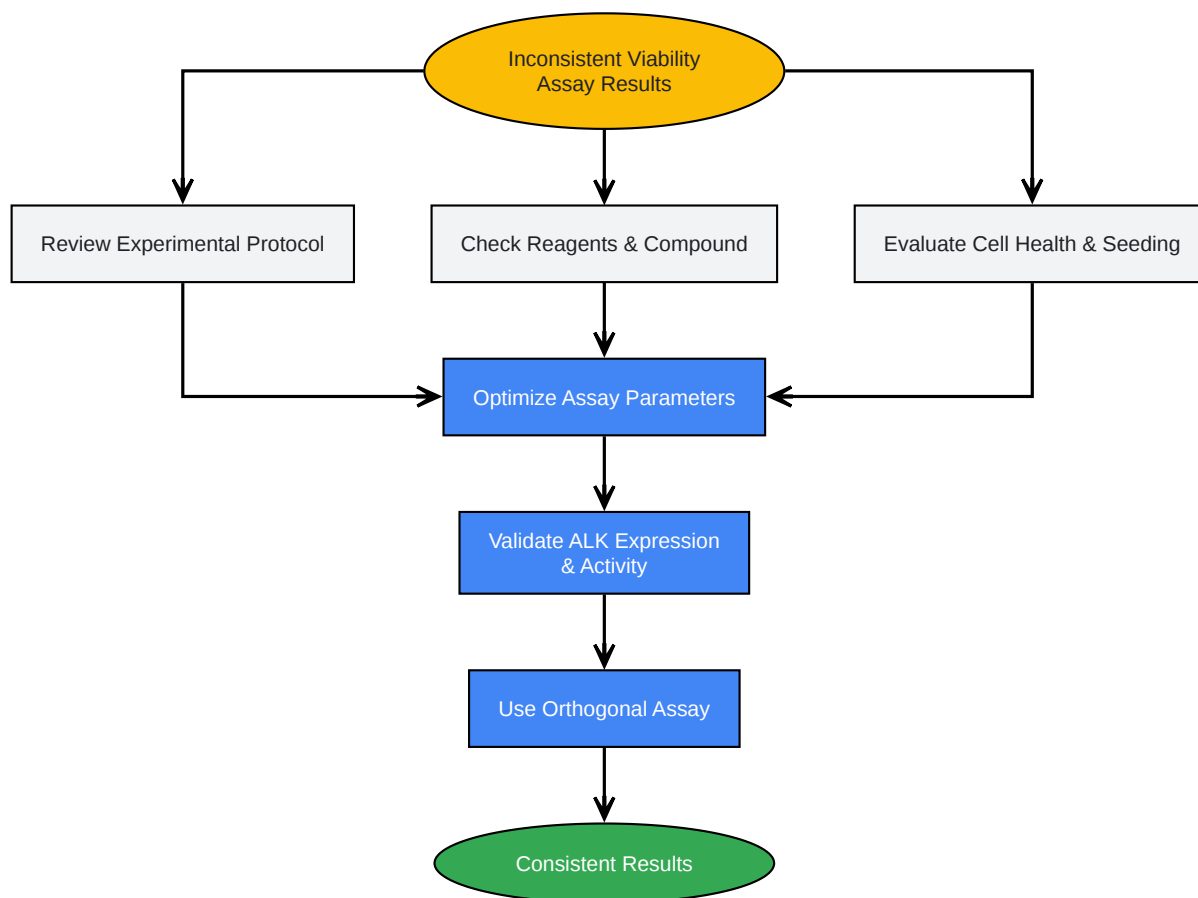 Inconsistent Viability
Assay Results
Review Experimental Protocol
Check Reagents & Compound
Evaluate Cell Health & Seeding
Optimize Assay Parameters
Validate ALK Expression
& Activity
Use Orthogonal Assay
Consistent Results